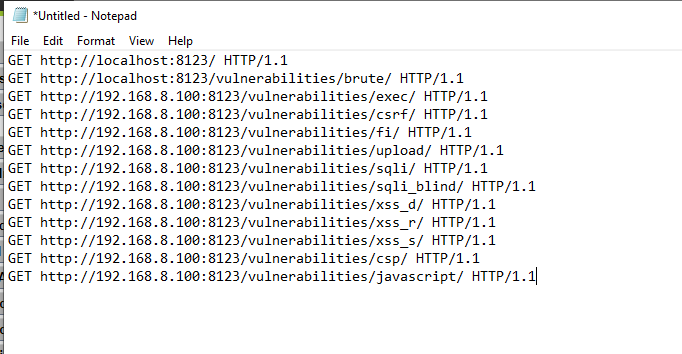 *Untitled - Notepad
File Edit Format View Help
GET http://localhost:8123/ HTTP/1.1
GET http://localhost:8123/vulnerabilities/brute/ HTTP/1.1
GET http://192.168.8.100:8123/vulnerabilities/exec/ HTTP/1.1
GET http://192.168.8.100:8123/vulnerabilities/csrf/ HTTP/1.1
GET http://192.168.8.100:8123/vulnerabilities/fi/ HTTP/1.1
GET http://192.168.8.100:8123/vulnerabilities/upload/ HTTP/1.1
GET http://192.168.8.100:8123/vulnerabilities/sqli/ HTTP/1.1
GET http://192.168.8.100:8123/vulnerabilities/sqli_blind/ HTTP/1.1
GET http://192.168.8.100:8123/vulnerabilities/xss_d/ HTTP/1.1
GET http://192.168.8.100:8123/vulnerabilities/xss_r/ HTTP/1.1
GET http://192.168.8.100:8123/vulnerabilities/xss_s/ HTTP/1.1
GET http://192.168.8.100:8123/vulnerabilities/csp/ HTTP/1.1
GET http://192.168.8.100:8123/vulnerabilities/javascript/ HTTP/1.1